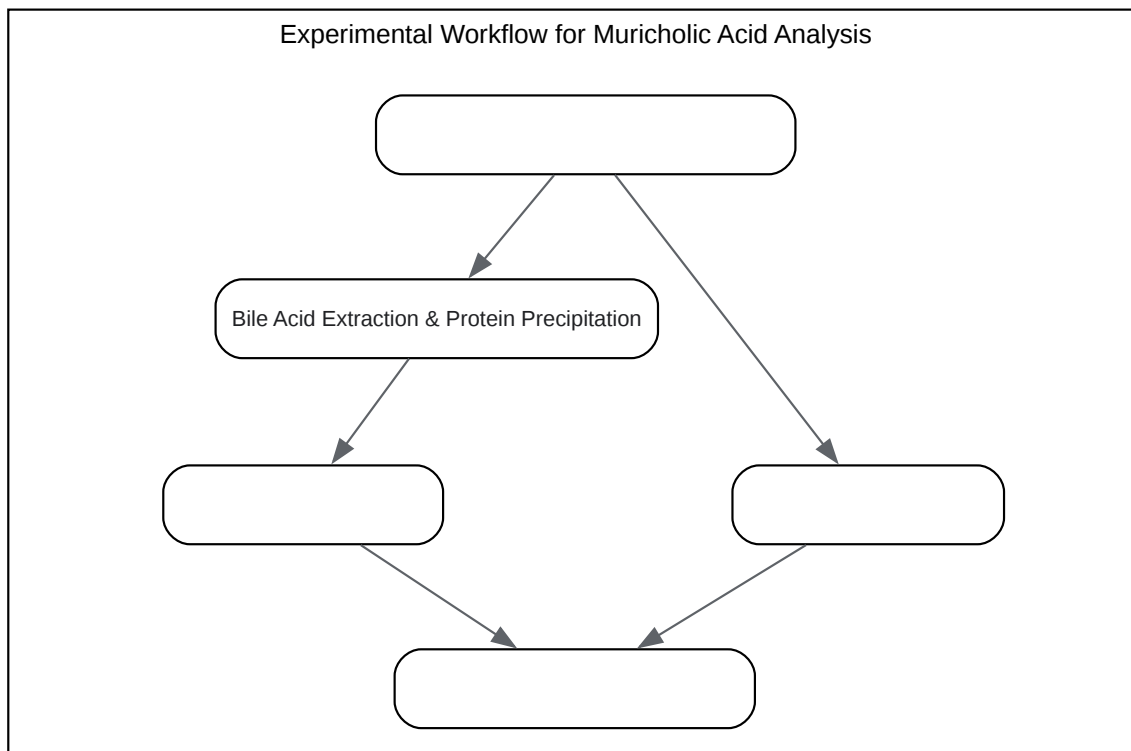 Experimental Workflow for Muricholic Acid Analysis
Bile Acid Extraction & Protein Precipitation